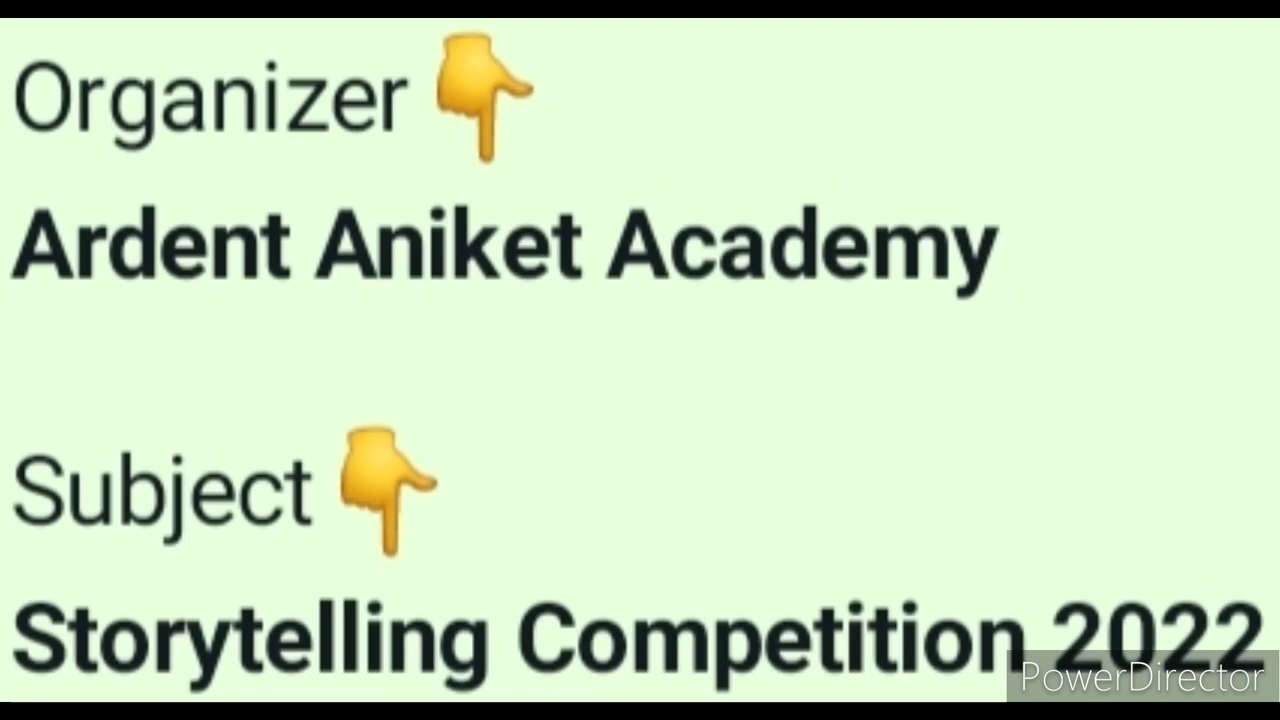 Organizer 👇
Ardent Aniket Academy
Subject 👇
Storytelling Competition 2022
PowerDirector